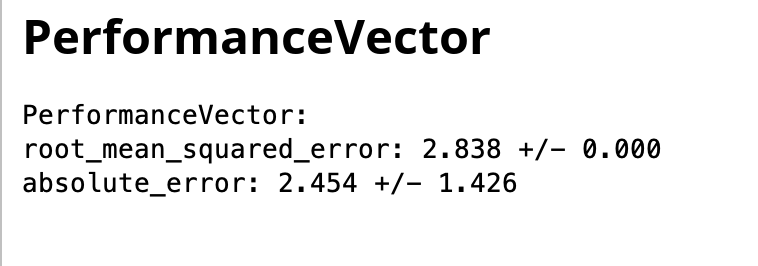 PerformanceVector
PerformanceVector:
root_mean_squared_error: 2.838 +/- 0.000
absolute_error: 2.454 +/- 1.426